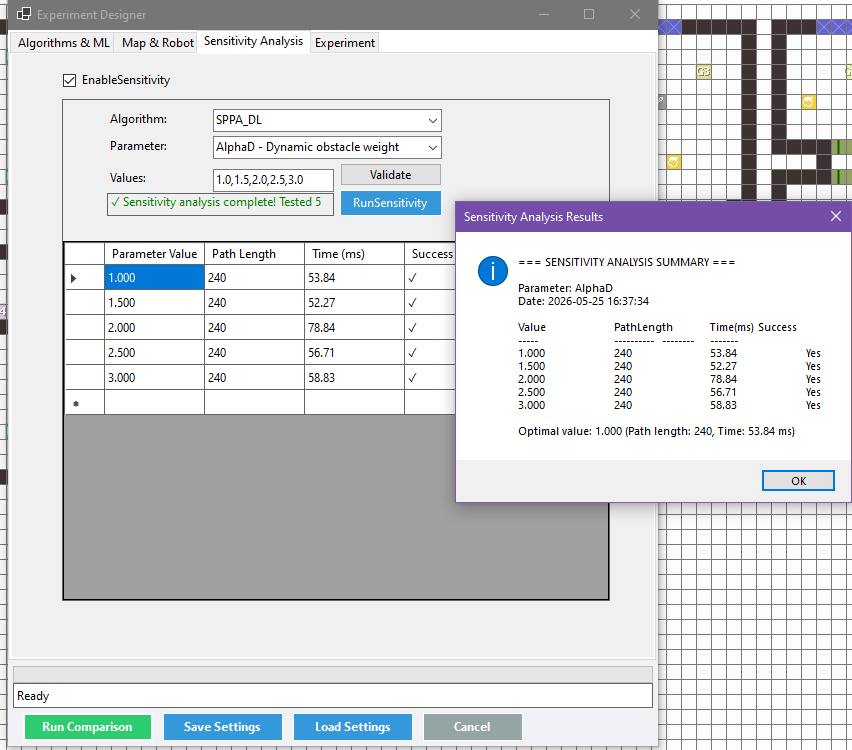 Experiment Designer
Algorithms & ML Map & Robot Sensitivity Analysis Experiment
EnableSensitivity
Algorithm: SPPA_DL
Parameter: AlphaD - Dynamic obstacle weight
Values: 1.0,1.5,2.0,2.5,3.0 Validate
✓ Sensitivity analysis complete! Tested 5 RunSensitivity
Parameter Value Path Length Time (ms) Success
1.000 240 53.84 ✓
1.500 240 52.27 ✓
2.000 240 78.84 ✓
2.500 240 56.71 ✓
3.000 240 58.83 ✓
*
Sensitivity Analysis Results
=== SENSITIVITY ANALYSIS SUMMARY ===
Parameter: AlphaD
Date: 2026-05-25 16:37:34
Value PathLength Time(ms) Success
----- ---------- -------- -------
1.000 240 53.84 Yes
1.500 240 52.27 Yes
2.000 240 78.84 Yes
2.500 240 56.71 Yes
3.000 240 58.83 Yes
Optimal value: 1.000 (Path length: 240, Time: 53.84 ms)
OK
Ready
Run Comparison Save Settings Load Settings Cancel
G3